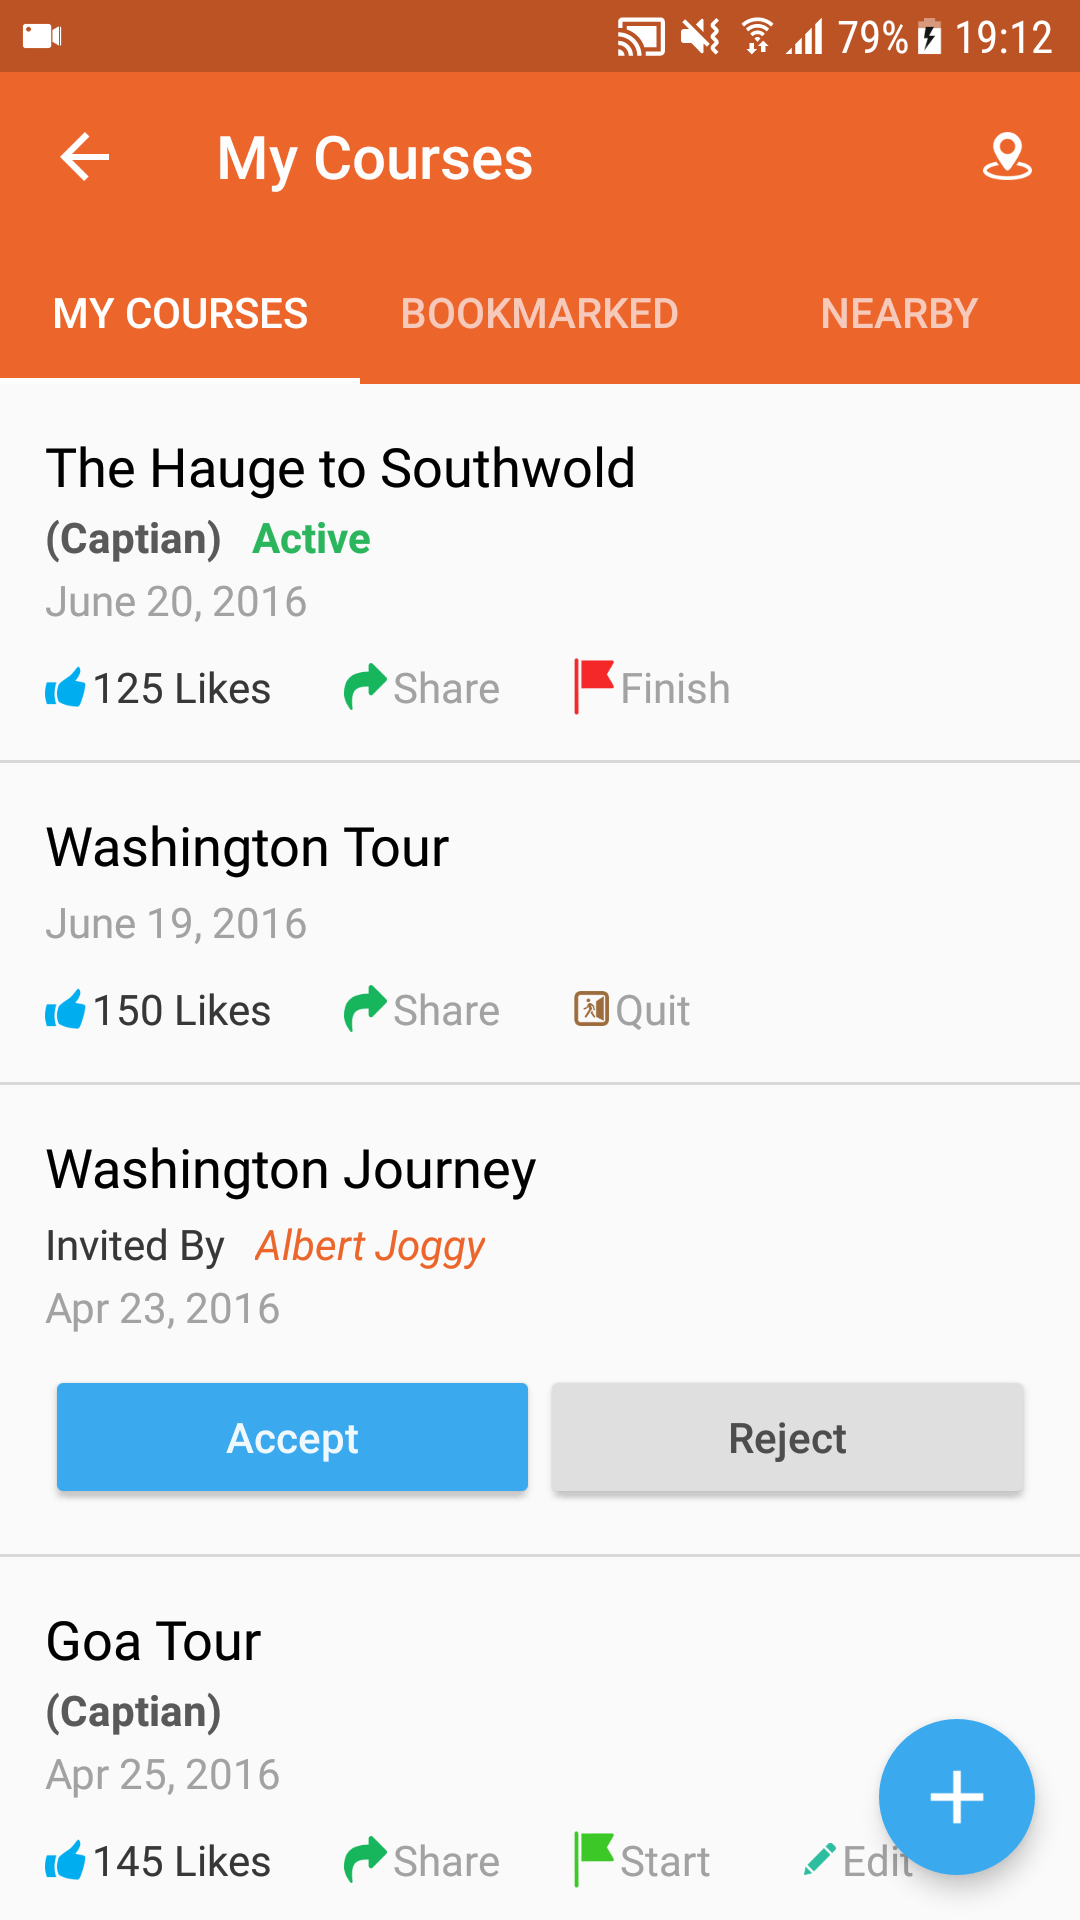 79% 19:12
My Courses
MY COURSES BOOKMARKED NEARBY
The Hauge to Southwold
(Captian) Active
June 20, 2016
125 Likes Share Finish
Washington Tour
June 19, 2016
150 Likes Share Quit
Washington Journey
Invited By Albert Joggy
Apr 23, 2016
Accept Reject
Goa Tour
(Captian)
Apr 25, 2016
145 Likes Share Start Edit